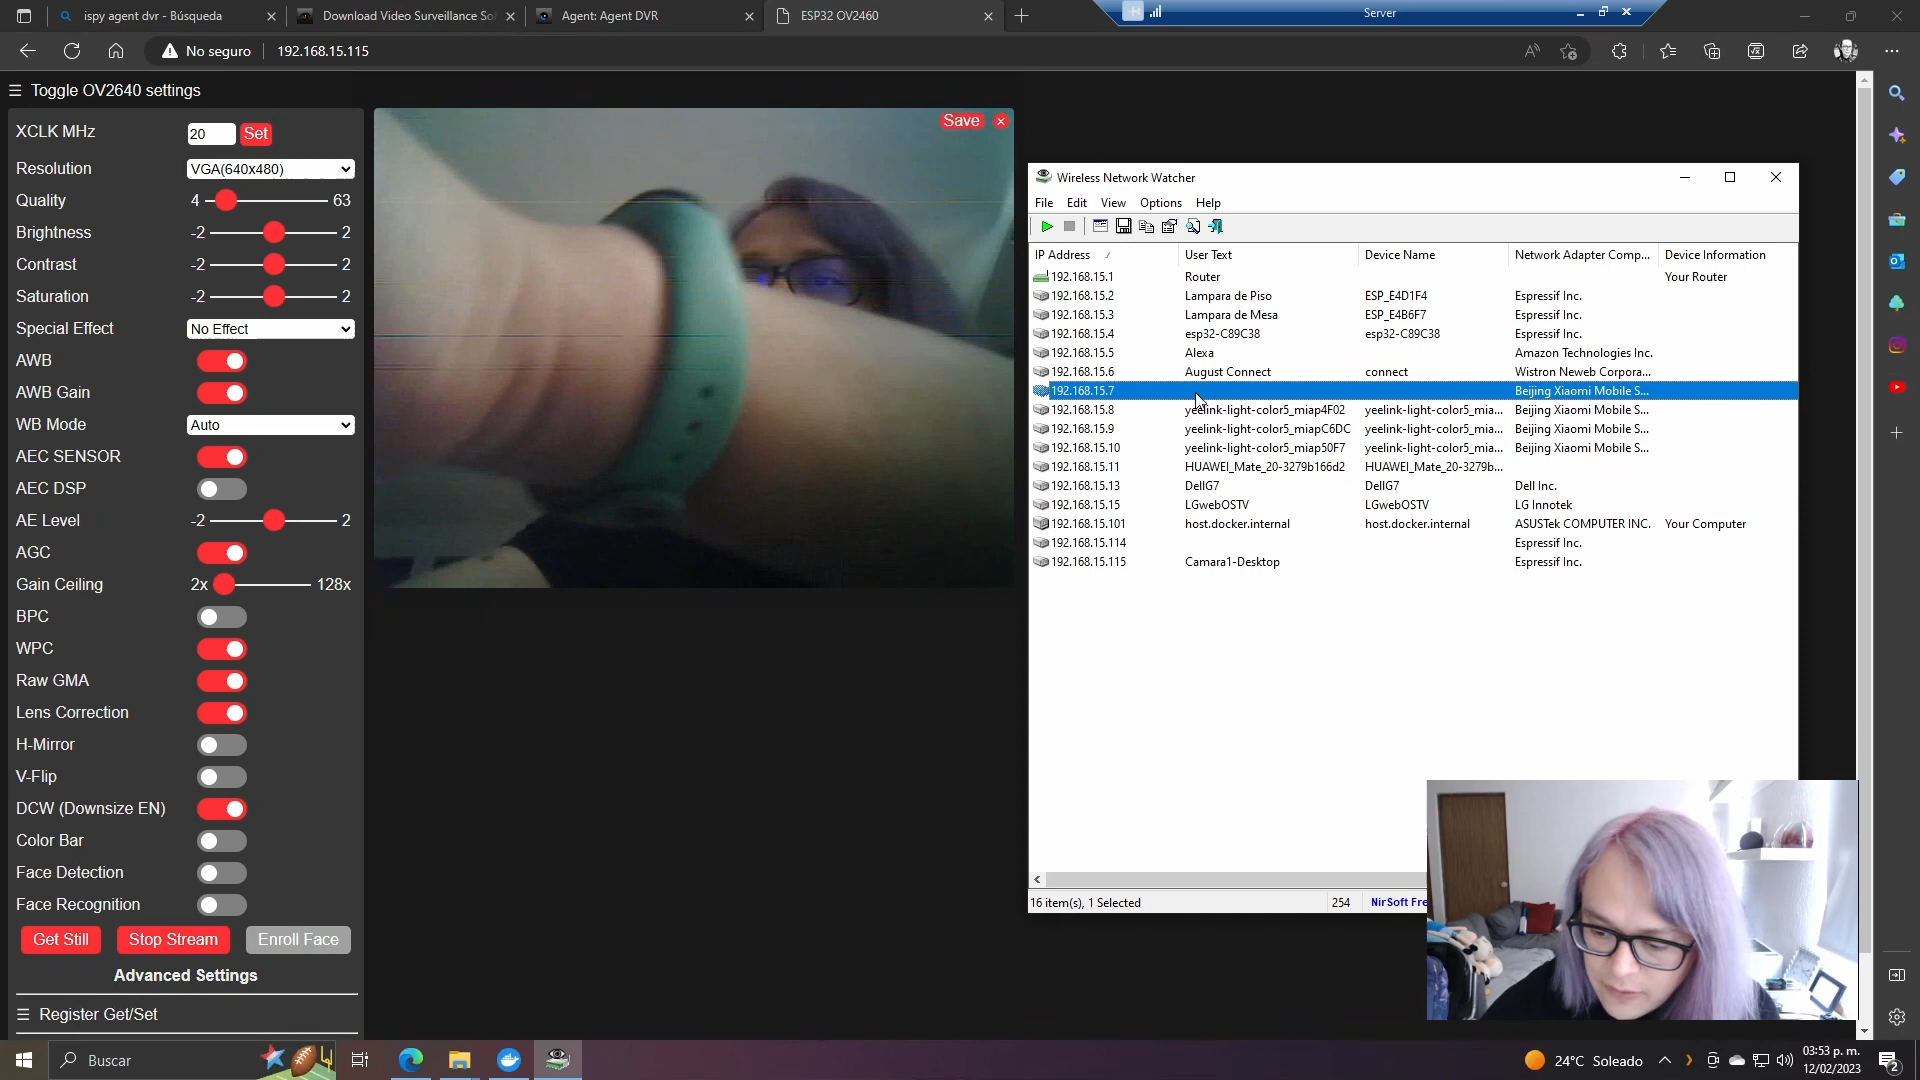 ispy agent dvr - Búsqueda
Download Video Surveillance Sof
Agent: Agent DVR
ESP32 OV2460
Server
No seguro
192.168.15.115
Toggle OV2640 settings
XCLK MHz 20 Set
Resolution VGA(640x480)
Quality 4 63
Brightness -2 2
Contrast -2 2
Saturation -2 2
Special Effect No Effect
AWB
AWB Gain
WB Mode Auto
AEC SENSOR
AEC DSP
AE Level -2 2
AGC
Gain Ceiling 2x 128x
BPC
WPC
Raw GMA
Lens Correction
H-Mirror
V-Flip
DCW (Downsize EN)
Color Bar
Face Detection
Face Recognition
Get Still Stop Stream Enroll Face
Advanced Settings
Register Get/Set
Save
Wireless Network Watcher
File Edit View Options Help
IP Address User Text Device Name Network Adapter Comp... Device Information
192.168.15.1 Router Your Router
192.168.15.2 Lampara de Piso ESP_E4D1F4 Espressif Inc.
192.168.15.3 Lampara de Mesa ESP_E4B6F7 Espressif Inc.
192.168.15.4 esp32-C89C38 esp32-C89C38 Espressif Inc.
192.168.15.5 Alexa Amazon Technologies Inc.
192.168.15.6 August Connect connect Wistron Neweb Corpora...
192.168.15.7 Beijing Xiaomi Mobile S...
192.168.15.8 yeelink-light-color5_miap4F02 yeelink-light-color5_mia... Beijing Xiaomi Mobile S...
192.168.15.9 yeelink-light-color5_miapC6DC yeelink-light-color5_mia... Beijing Xiaomi Mobile S...
192.168.15.10 yeelink-light-color5_miap50F7 yeelink-light-color5_mia... Beijing Xiaomi Mobile S...
192.168.15.11 HUAWEI_Mate_20-3279b166d2 HUAWEI_Mate_20-3279b...
192.168.15.13 DellG7 DellG7 Dell Inc.
192.168.15.15 LGwebOSTV LGwebOSTV LG Innotek
192.168.15.101 host.docker.internal host.docker.internal ASUSTek COMPUTER INC. Your Computer
192.168.15.114 Espressif Inc.
192.168.15.115 Camara1-Desktop Espressif Inc.
16 item(s), 1 Selected 254 NirSoft Fre
Buscar
24°C Soleado
03:53 p. m.
12/02/2023
2